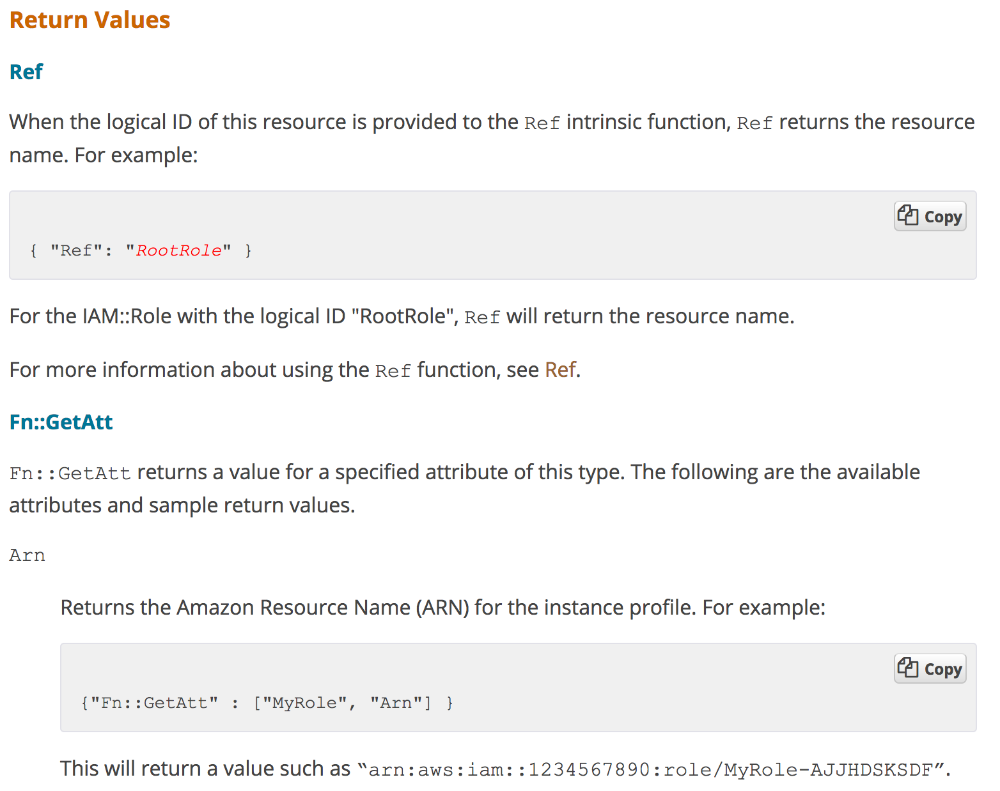 Return Values
Ref
When the logical ID of this resource is provided to the Ref intrinsic function, Ref returns the resource
name. For example:
Copy
{ "Ref": "RootRole" }
For the IAM::Role with the logical ID "RootRole", Ref will return the resource name.
For more information about using the Ref function, see Ref.
Fn::GetAtt
Fn::GetAtt returns a value for a specified attribute of this type. The following are the available
attributes and sample return values.
Arn
Returns the Amazon Resource Name (ARN) for the instance profile. For example:
Copy
{"Fn::GetAtt" : ["MyRole", "Arn"] }
This will return a value such as “arn:aws:iam::1234567890:role/MyRole-AJJHDSKSDF”.